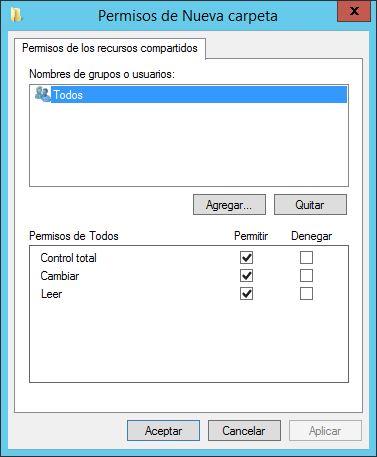 Permisos de Nueva carpeta
Permisos de los recursos compartidos
Nombres de grupos o usuarios:
Todos
Agregar... Quitar
Permisos de Todos Permitir Denegar
Control total
Cambiar
Leer
Aceptar Cancelar Aplicar